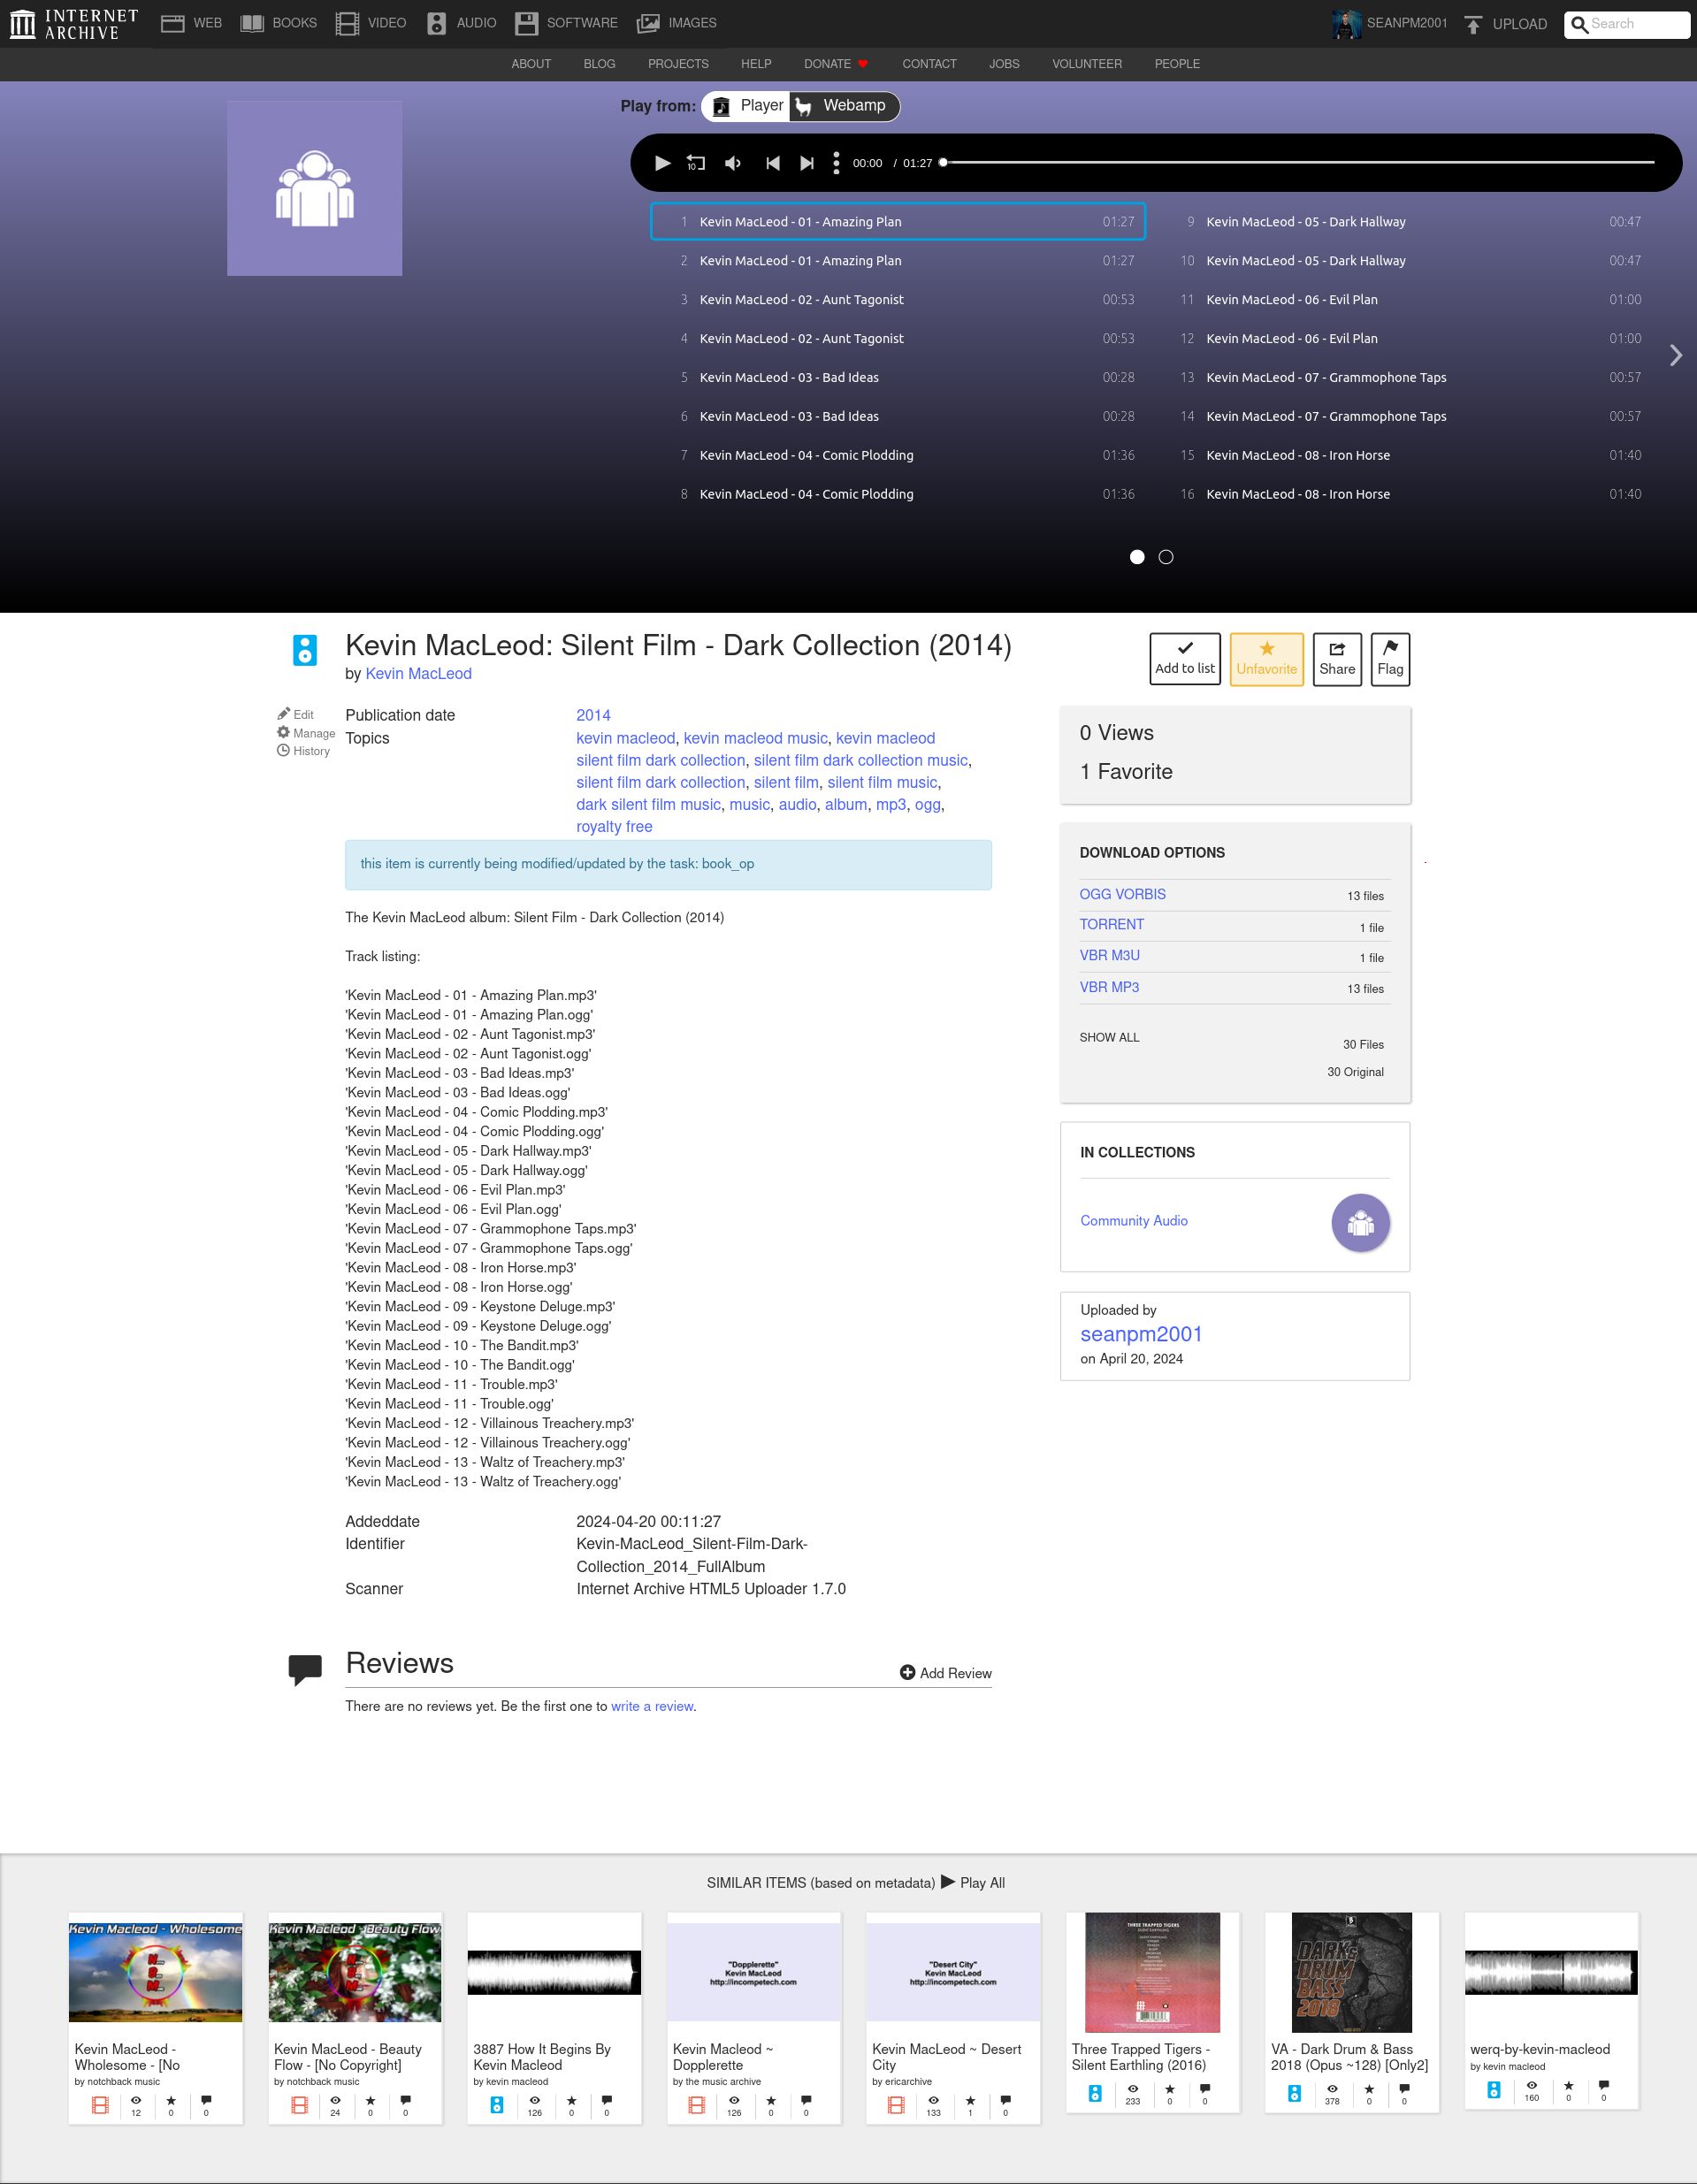 INTERNET ARCHIVE
WEB BOOKS VIDEO AUDIO SOFTWARE IMAGES SEANPM2001 UPLOAD Search
ABOUT BLOG PROJECTS HELP DONATE CONTACT JOBS VOLUNTEER PEOPLE
Play from: Player Webamp
10 00:00 / 01:27
1 Kevin MacLeod - 01 - Amazing Plan 01:27
2 Kevin MacLeod - 01 - Amazing Plan 01:27
3 Kevin MacLeod - 02 - Aunt Tagonist 00:53
4 Kevin MacLeod - 02 - Aunt Tagonist 00:53
5 Kevin MacLeod - 03 - Bad Ideas 00:28
6 Kevin MacLeod - 03 - Bad Ideas 00:28
7 Kevin MacLeod - 04 - Comic Plodding 01:36
8 Kevin MacLeod - 04 - Comic Plodding 01:36
9 Kevin MacLeod - 05 - Dark Hallway 00:47
10 Kevin MacLeod - 05 - Dark Hallway 00:47
11 Kevin MacLeod - 06 - Evil Plan 01:00
12 Kevin MacLeod - 06 - Evil Plan 01:00
13 Kevin MacLeod - 07 - Grammophone Taps 00:57
14 Kevin MacLeod - 07 - Grammophone Taps 00:57
15 Kevin MacLeod - 08 - Iron Horse 01:40
16 Kevin MacLeod - 08 - Iron Horse 01:40
Kevin MacLeod: Silent Film - Dark Collection (2014)
by Kevin MacLeod
Add to list Unfavorite Share Flag
Edit
Manage
History
Publication date 2014
Topics kevin macleod, kevin macleod music, kevin macleod
silent film dark collection, silent film dark collection music,
silent film dark collection, silent film, silent film music,
dark silent film music, music, audio, album, mp3, ogg,
royalty free
this item is currently being modified/updated by the task: book_op
The Kevin MacLeod album: Silent Film - Dark Collection (2014)
Track listing:
'Kevin MacLeod - 01 - Amazing Plan.mp3'
'Kevin MacLeod - 01 - Amazing Plan.ogg'
'Kevin MacLeod - 02 - Aunt Tagonist.mp3'
'Kevin MacLeod - 02 - Aunt Tagonist.ogg'
'Kevin MacLeod - 03 - Bad Ideas.mp3'
'Kevin MacLeod - 03 - Bad Ideas.ogg'
'Kevin MacLeod - 04 - Comic Plodding.mp3'
'Kevin MacLeod - 04 - Comic Plodding.ogg'
'Kevin MacLeod - 05 - Dark Hallway.mp3'
'Kevin MacLeod - 05 - Dark Hallway.ogg'
'Kevin MacLeod - 06 - Evil Plan.mp3'
'Kevin MacLeod - 06 - Evil Plan.ogg'
'Kevin MacLeod - 07 - Grammophone Taps.mp3'
'Kevin MacLeod - 07 - Grammophone Taps.ogg'
'Kevin MacLeod - 08 - Iron Horse.mp3'
'Kevin MacLeod - 08 - Iron Horse.ogg'
'Kevin MacLeod - 09 - Keystone Deluge.mp3'
'Kevin MacLeod - 09 - Keystone Deluge.ogg'
'Kevin MacLeod - 10 - The Bandit.mp3'
'Kevin MacLeod - 10 - The Bandit.ogg'
'Kevin MacLeod - 11 - Trouble.mp3'
'Kevin MacLeod - 11 - Trouble.ogg'
'Kevin MacLeod - 12 - Villainous Treachery.mp3'
'Kevin MacLeod - 12 - Villainous Treachery.ogg'
'Kevin MacLeod - 13 - Waltz of Treachery.mp3'
'Kevin MacLeod - 13 - Waltz of Treachery.ogg'
Addeddate 2024-04-20 00:11:27
Identifier Kevin-MacLeod_Silent-Film-Dark-
Collection_2014_FullAlbum
Scanner Internet Archive HTML5 Uploader 1.7.0
0 Views
1 Favorite
DOWNLOAD OPTIONS
OGG VORBIS 13 files
TORRENT 1 file
VBR M3U 1 file
VBR MP3 13 files
SHOW ALL 30 Files
30 Original
IN COLLECTIONS
Community Audio
Uploaded by
seanpm2001
on April 20, 2024
Reviews
Add Review
There are no reviews yet. Be the first one to write a review.
SIMILAR ITEMS (based on metadata) Play All
Kevin Macleod - Wholesome
Kevin MacLeod -
Wholesome - [No
by notchback music
12 0 0
Kevin Macleod - Beauty Flow
Kevin MacLeod - Beauty
Flow - [No Copyright]
by notchback music
24 0 0
3887 How It Begins By
Kevin Macleod
by kevin macleod
126 0 0
"Dopplerette"
Kevin MacLeod
http://incompetech.com
Kevin Macleod ~
Dopplerette
by the music archive
126 0 0
"Desert City"
Kevin MacLeod
http://incompetech.com
Kevin MacLeod ~ Desert
City
by ericarchive
133 1 0
THREE TRAPPED TIGERS
SILENT EARTHLING
Three Trapped Tigers -
Silent Earthling (2016)
233 0 0
DARK &
DRUM
BASS
2018
VA - Dark Drum & Bass
2018 (Opus ~128) [Only2]
378 0 0
werq-by-kevin-macleod
by kevin macleod
160 0 0